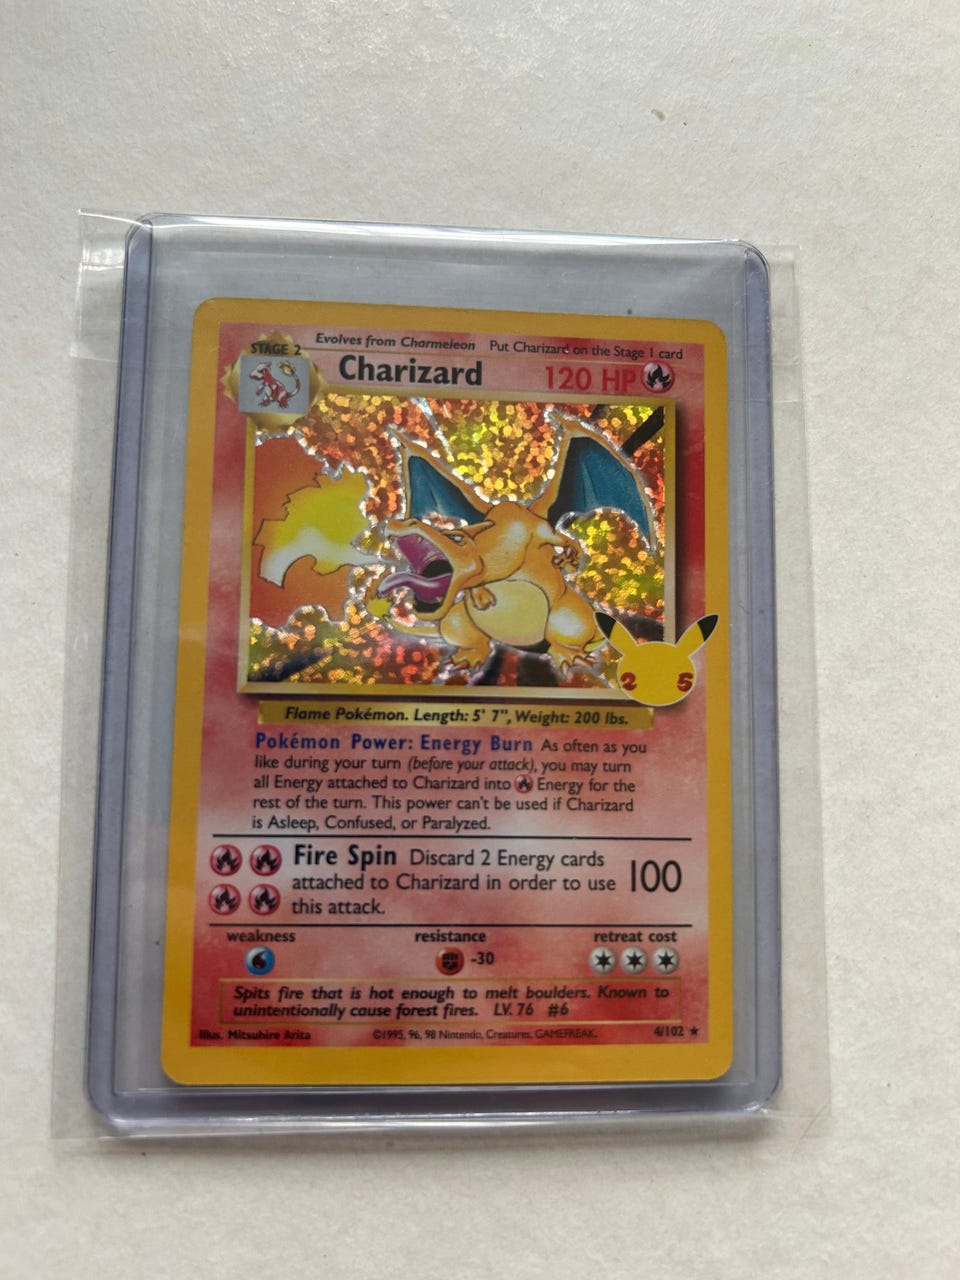 Evolves from Charmeleon Put Charizard on the Stage 1 card
STAGE 2
Charizard 120 HP
25
Flame Pokémon. Length: 5' 7", Weight: 200 lbs.
Pokémon Power: Energy Burn As often as you
like during your turn (before your attack), you may turn
all Energy attached to Charizard into Energy for the
rest of the turn. This power can't be used if Charizard
is Asleep, Confused, or Paralyzed.
Fire Spin Discard 2 Energy cards
attached to Charizard in order to use 100
this attack.
weakness resistance retreat cost
-30
Spits fire that is hot enough to melt boulders. Known to
unintentionally cause forest fires. LV. 76 #6
Illus. Mitsuhiro Arita ©1995, 96, 98 Nintendo, Creatures, GAMEFREAK. 4/102 ★